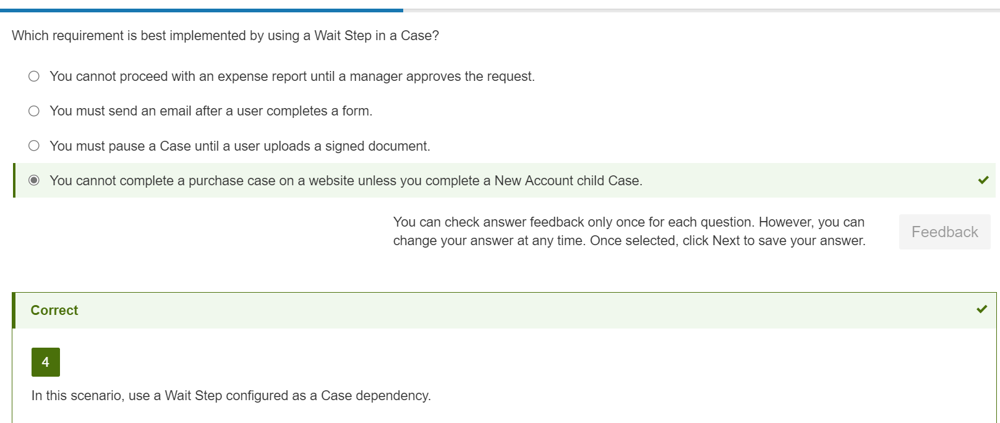 Which requirement is best implemented by using a Wait Step in a Case?
You cannot proceed with an expense report until a manager approves the request.
You must send an email after a user completes a form.
You must pause a Case until a user uploads a signed document.
You cannot complete a purchase case on a website unless you complete a New Account child Case.
You can check answer feedback only once for each question. However, you can
change your answer at any time. Once selected, click Next to save your answer.
Feedback
Correct
4
In this scenario, use a Wait Step configured as a Case dependency.